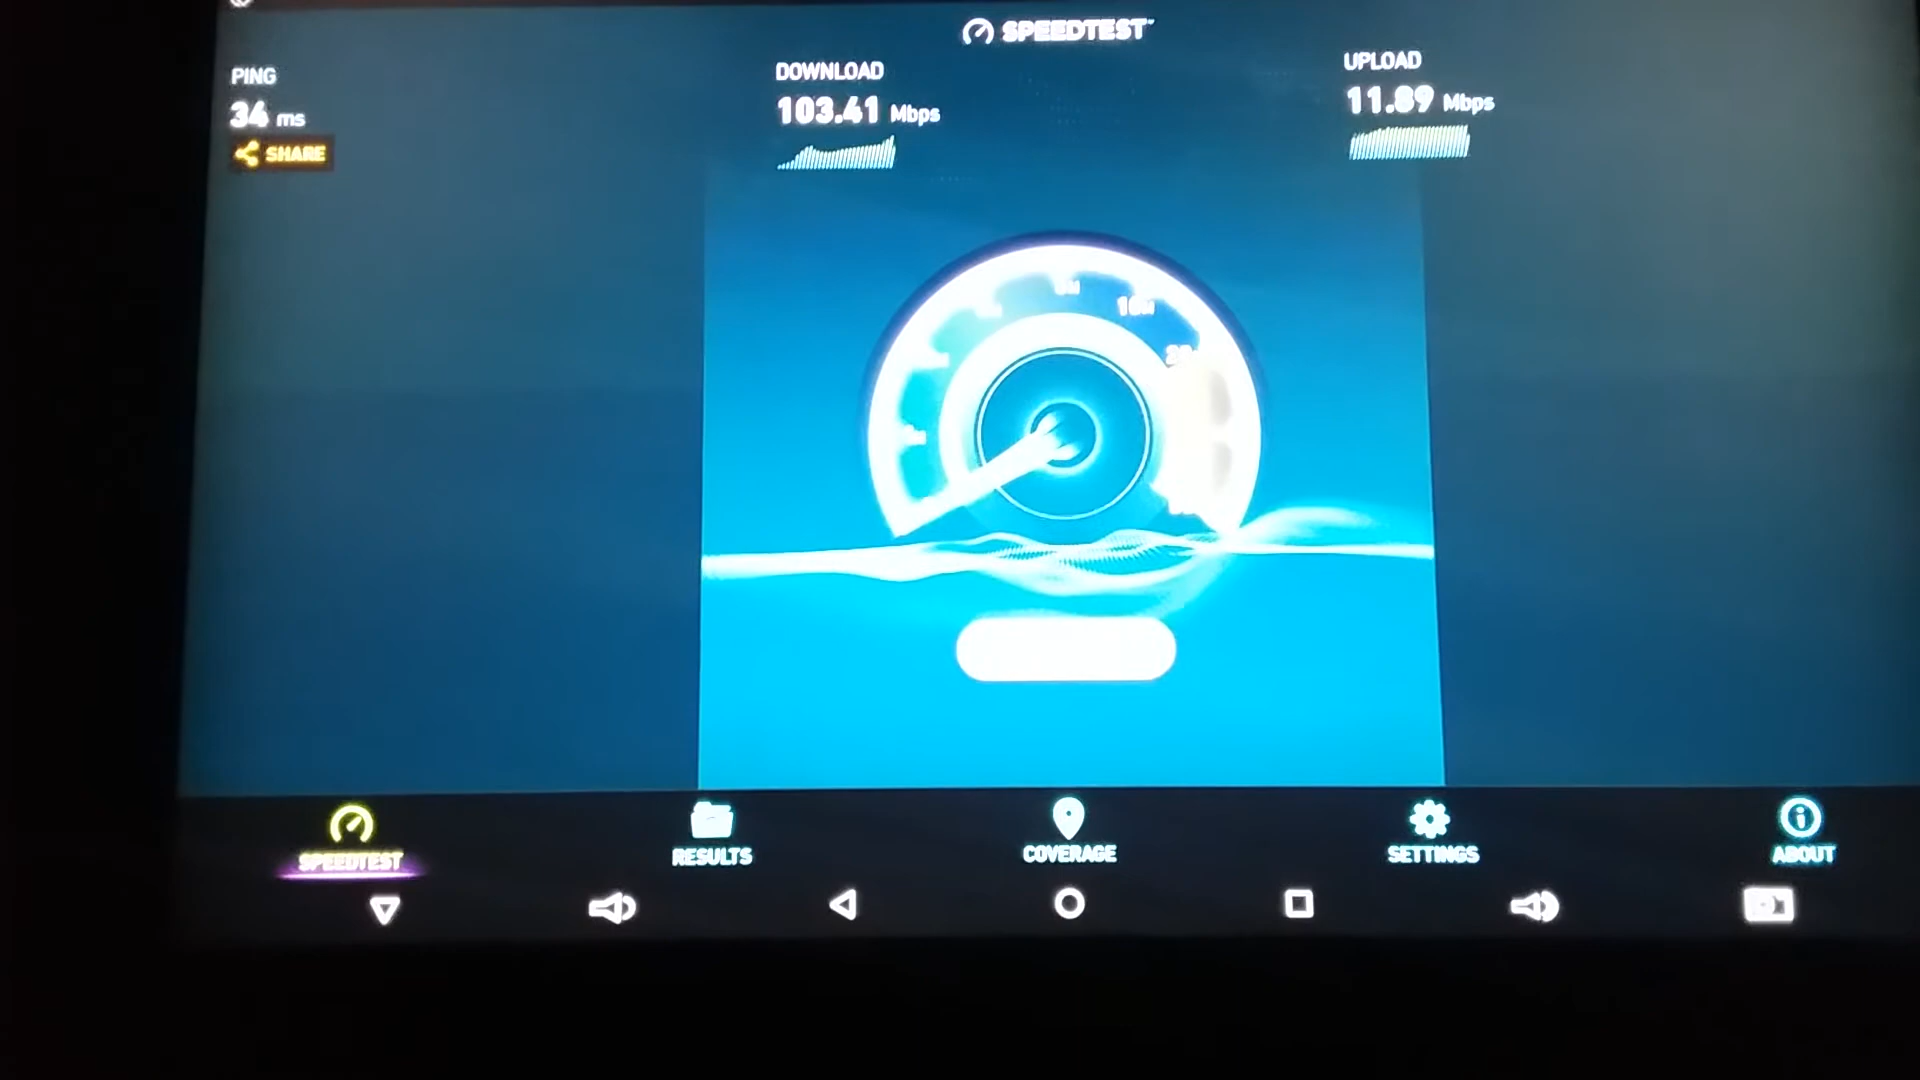 SPEEDTEST
PING
34 ms
SHARE
DOWNLOAD
103.41 Mbps
UPLOAD
11.89 Mbps
SPEEDTEST
RESULTS
COVERAGE
SETTINGS
ABOUT